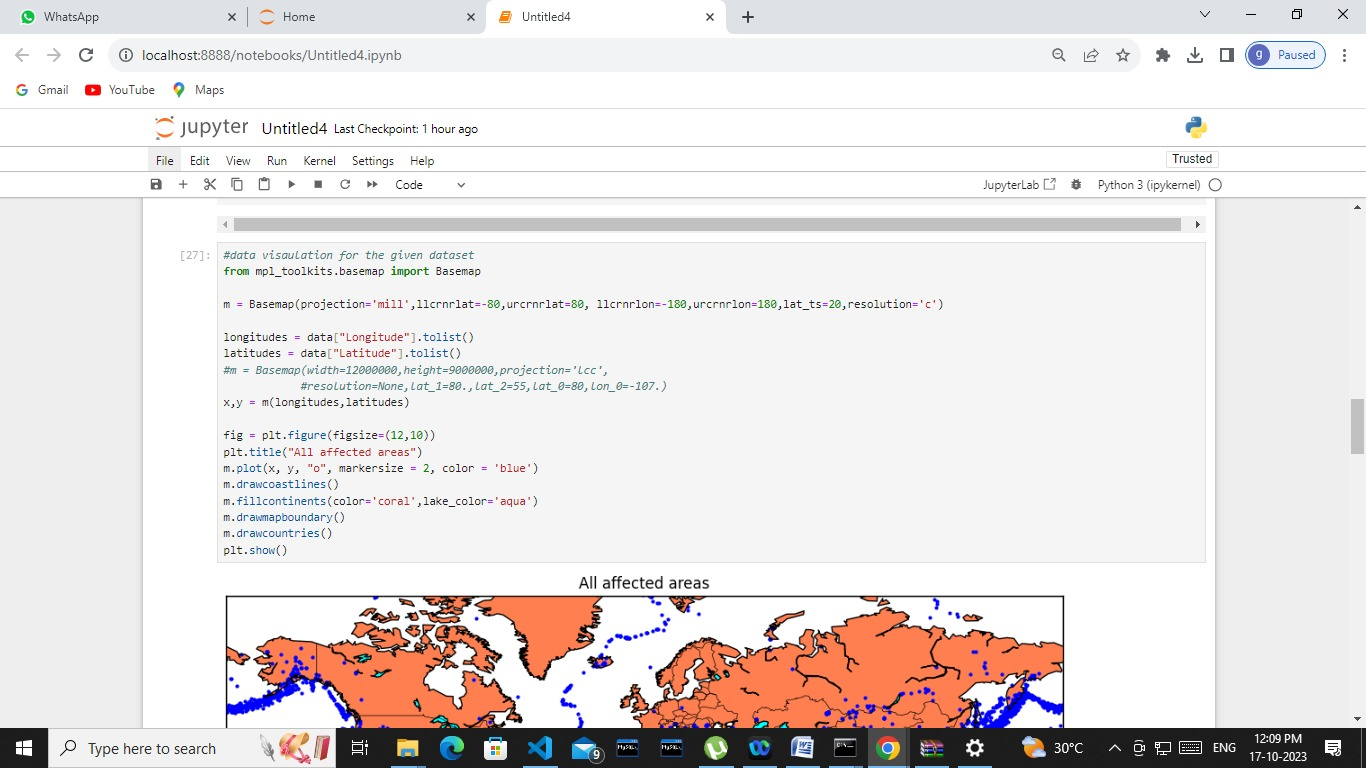 WhatsApp
Home
Untitled4
localhost:8888/notebooks/Untitled4.ipynb
g Paused
Gmail YouTube Maps
jupyter Untitled4 Last Checkpoint: 1 hour ago
File Edit View Run Kernel Settings Help
Trusted
Code
JupyterLab
Python 3 (ipykernel)
[27]:
#data visaulation for the given dataset
from mpl_toolkits.basemap import Basemap
m = Basemap(projection='mill',llcrnrlat=-80,urcrnrlat=80, llcrnrlon=-180,urcrnrlon=180,lat_ts=20,resolution='c')
longitudes = data["Longitude"].tolist()
latitudes = data["Latitude"].tolist()
#m = Basemap(width=12000000,height=9000000,projection='lcc',
#resolution=None,lat_1=80.,lat_2=55,lat_0=80,lon_0=-107.)
x,y = m(longitudes,latitudes)
fig = plt.figure(figsize=(12,10))
plt.title("All affected areas")
m.plot(x, y, "o", markersize = 2, color = 'blue')
m.drawcoastlines()
m.fillcontinents(color='coral',lake_color='aqua')
m.drawmapboundary()
m.drawcountries()
plt.show()
All affected areas
Type here to search
9
MySQL
MySQL
30°C
ENG
12:09 PM
17-10-2023